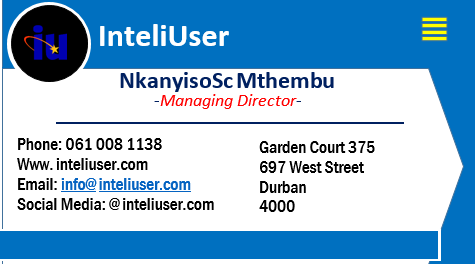 iu
InteliUser
NkanyisoSc Mthembu
-Managing Director-
Phone: 061 008 1138
Www. inteliuser.com
Email: info@inteliuser.com
Social Media: @inteliuser.com
Garden Court 375
697 West Street
Durban
4000